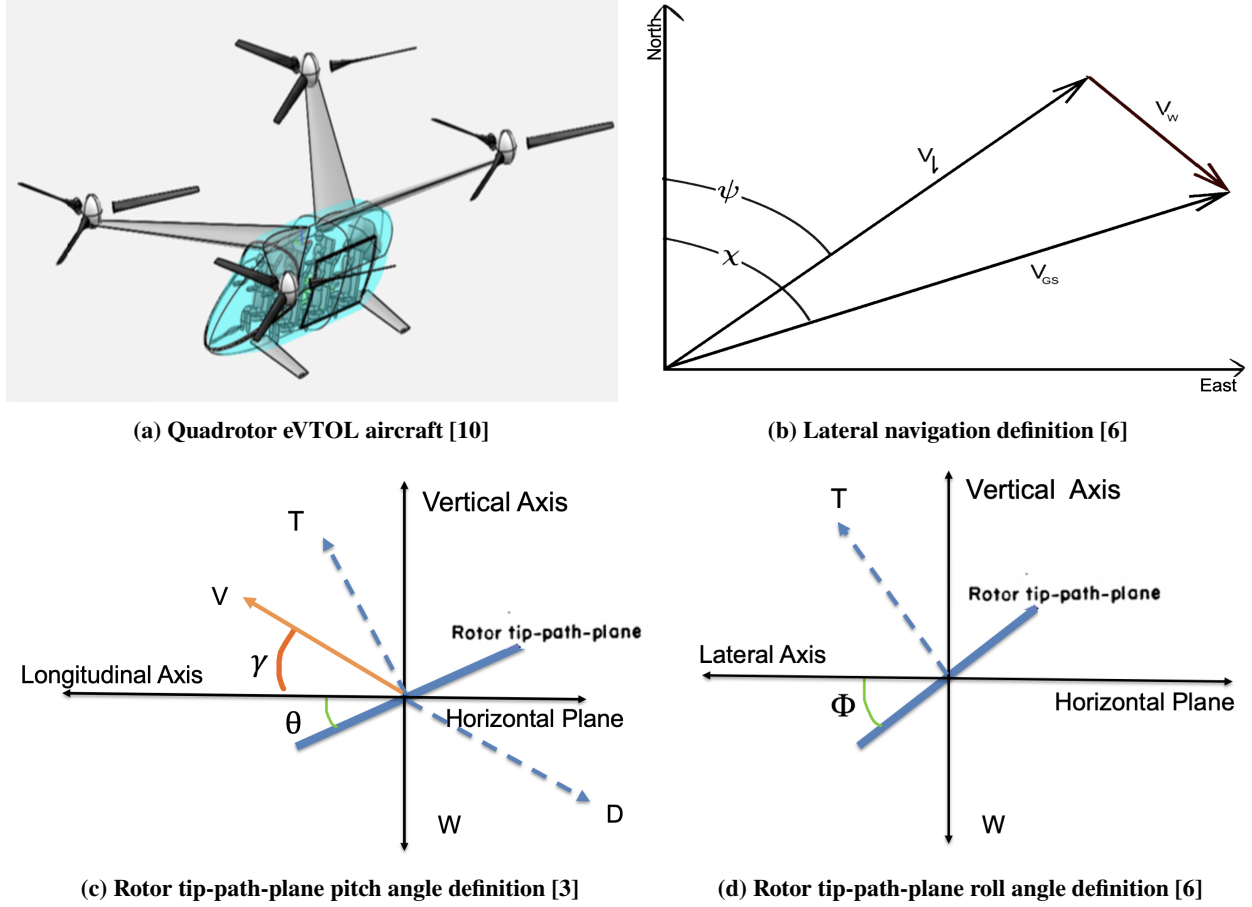 North
V_w
V_l
ψ
χ
V_GS
East
(a) Quadrotor eVTOL aircraft [10]
(b) Lateral navigation definition [6]
Vertical Axis
T
V
Rotor tip-path-plane
γ
Longitudinal Axis
Horizontal Plane
θ
D
W
Vertical Axis
T
Rotor tip-path-plane
Lateral Axis
Horizontal Plane
Φ
W
(c) Rotor tip-path-plane pitch angle definition [3]
(d) Rotor tip-path-plane roll angle definition [6]